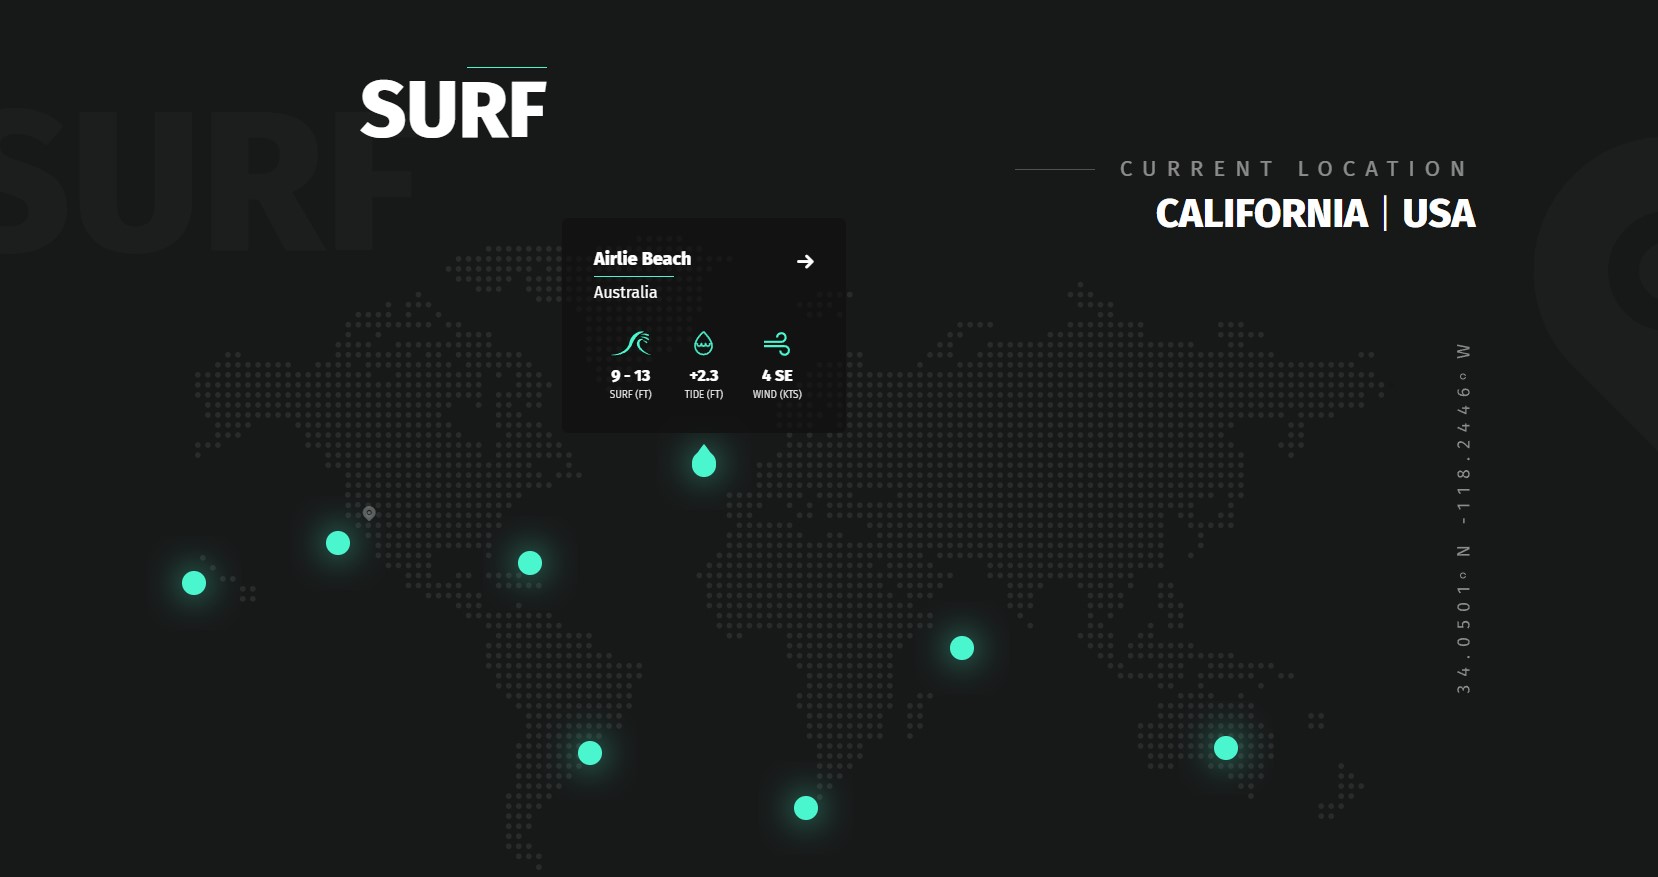 SURF
SURF
CURRENT LOCATION
CALIFORNIA | USA
Airlie Beach
Australia
9 - 13
+2.3
4 SE
SURF (FT)
TIDE (FT)
WIND (KTS)
34.0501° N -118.2446° W